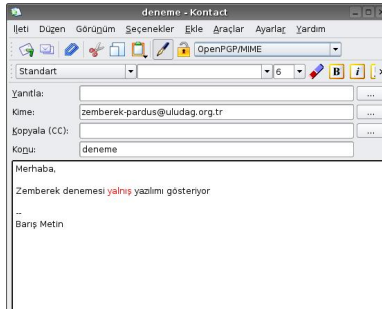 deneme - Kontact
İleti Düzen Görünüm Seçenekler Ekle Araçlar Ayarlar Yardım
OpenPGP/MIME
Standart 6 B i
Yanıtla: ...
Kime: zemberek-pardus@uludag.org.tr ...
Kopyala (CC): ...
Konu: deneme
Merhaba,
Zemberek denemesi yalnış yazılımı gösteriyor
--
Barış Metin